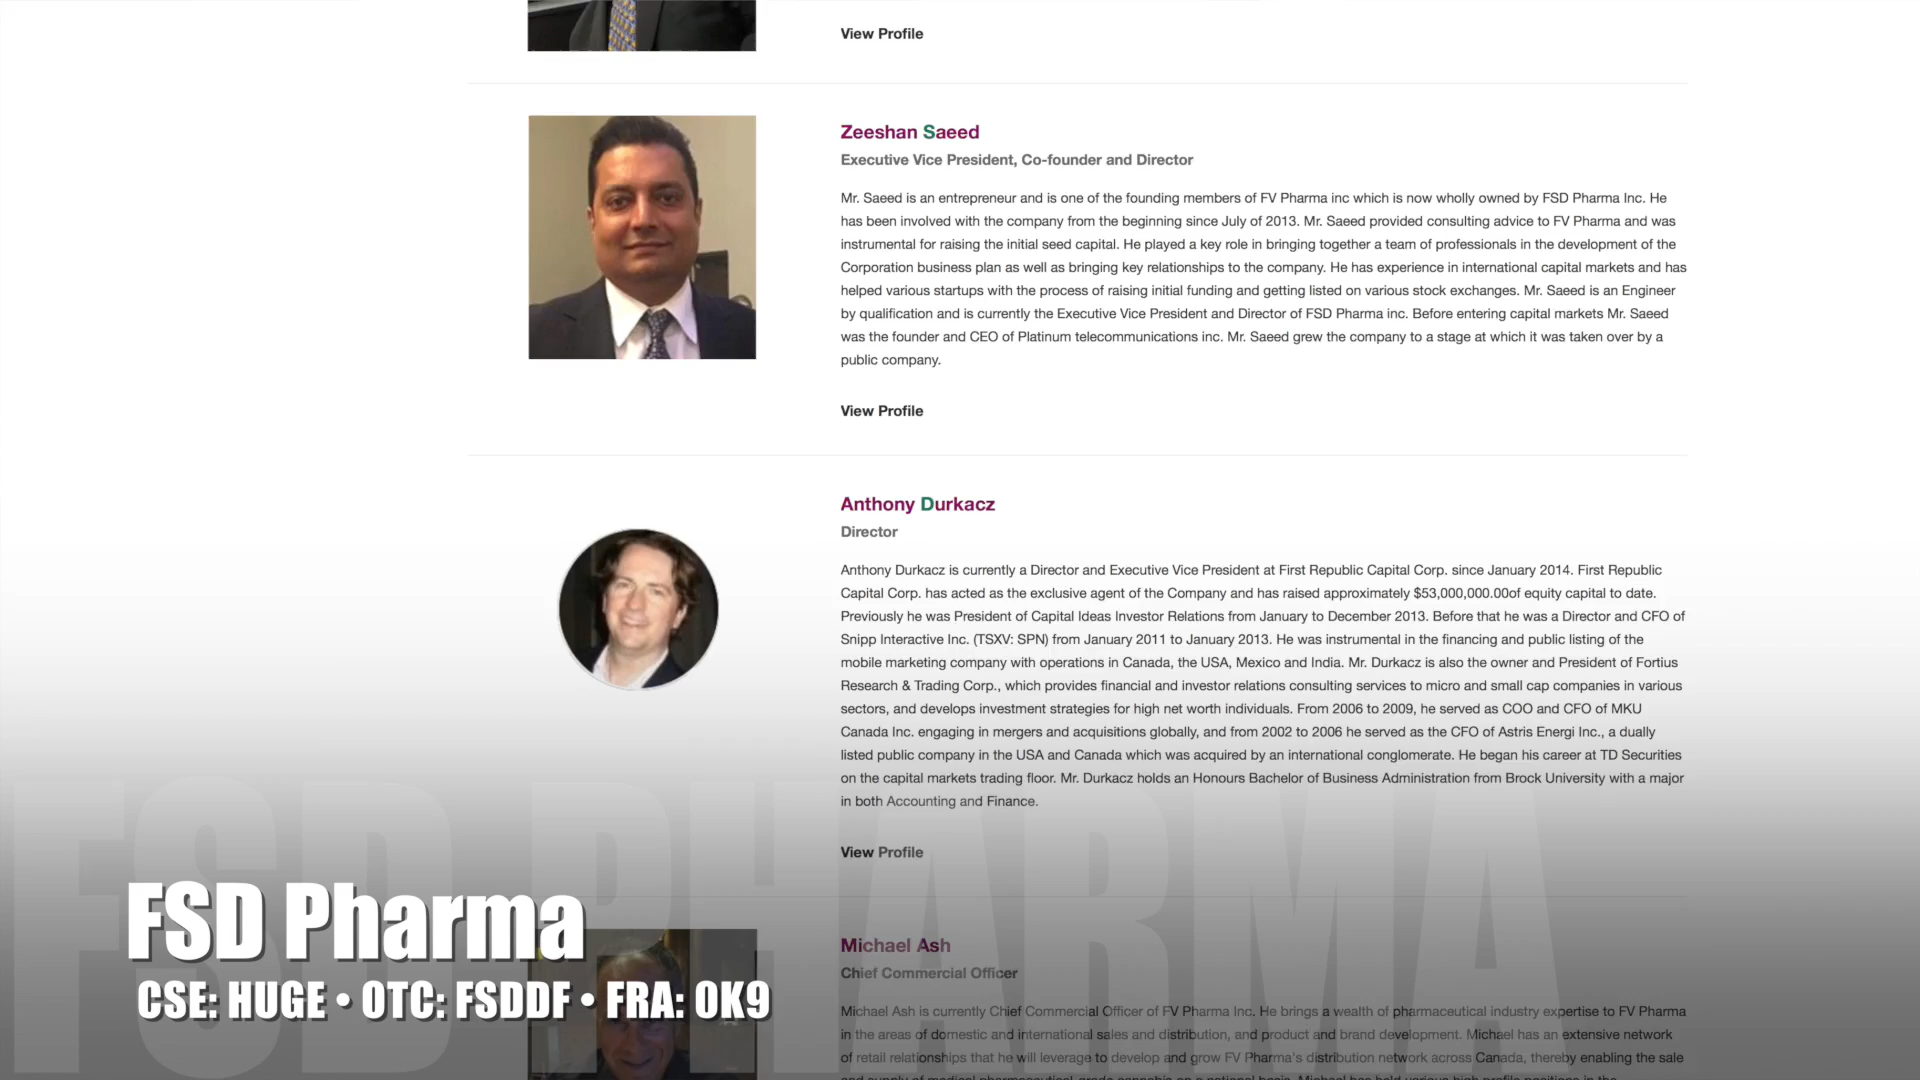 View Profile
Zeeshan Saeed
Executive Vice President, Co-founder and Director
Mr. Saeed is an entrepreneur and is one of the founding members of FV Pharma inc which is now wholly owned by FSD Pharma Inc. He
has been involved with the company from the beginning since July of 2013. Mr. Saeed provided consulting advice to FV Pharma and was
instrumental for raising the initial seed capital. He played a key role in bringing together a team of professionals in the development of the
Corporation business plan as well as bringing key relationships to the company. He has experience in international capital markets and has
helped various startups with the process of raising initial funding and getting listed on various stock exchanges. Mr. Saeed is an Engineer
by qualification and is currently the Executive Vice President and Director of FSD Pharma inc. Before entering capital markets Mr. Saeed
was the founder and CEO of Platinum telecommunications inc. Mr. Saeed grew the company to a stage at which it was taken over by a
public company.
View Profile
Anthony Durkacz
Director
Anthony Durkacz is currently a Director and Executive Vice President at First Republic Capital Corp. since January 2014. First Republic
Capital Corp. has acted as the exclusive agent of the Company and has raised approximately $53,000,000.00of equity capital to date.
Previously he was President of Capital Ideas Investor Relations from January to December 2013. Before that he was a Director and CFO of
Snipp Interactive Inc. (TSXV: SPN) from January 2011 to January 2013. He was instrumental in the financing and public listing of the
mobile marketing company with operations in Canada, the USA, Mexico and India. Mr. Durkacz is also the owner and President of Fortius
Research & Trading Corp., which provides financial and investor relations consulting services to micro and small cap companies in various
sectors, and develops investment strategies for high net worth individuals. From 2006 to 2009, he served as COO and CFO of MKU
Canada Inc. engaging in mergers and acquisitions globally, and from 2002 to 2006 he served as the CFO of Astris Energi Inc., a dually
listed public company in the USA and Canada which was acquired by an international conglomerate. He began his career at TD Securities
on the capital markets trading floor. Mr. Durkacz holds an Honours Bachelor of Business Administration from Brock University with a major
in both Accounting and Finance.
View Profile
FSD PHARMA
FSD Pharma
CSE: HUGE • OTC: FSDDF • FRA: 0K9
Michael Ash
Chief Commercial Officer
Michael Ash is currently Chief Commercial Officer of FV Pharma Inc. He brings a wealth of pharmaceutical industry expertise to FV Pharma
in the areas of domestic and international sales and distribution, and product and brand development. Michael has an extensive network
of retail relationships that he will leverage to develop and grow FV Pharma's distribution network across Canada, thereby enabling the sale